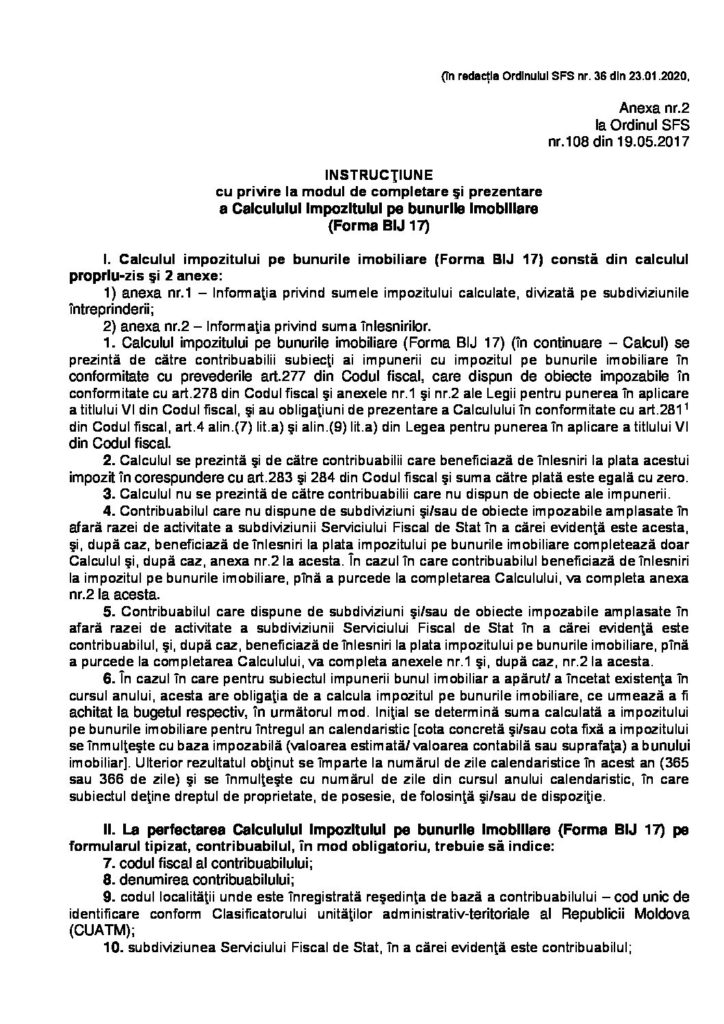 (în redacția Ordinului SFS nr. 36 din 23.01.2020,
Anexa nr.2
la Ordinul SFS
nr.108 din 19.05.2017
INSTRUCŢIUNE
cu privire la modul de completare şi prezentare
a Calculului impozitului pe bunurile imobiliare
(Forma BIJ 17)
I. Calculul impozitului pe bunurile imobiliare (Forma BIJ 17) constă din calculul
propriu-zis şi 2 anexe:
1) anexa nr.1 – Informaţia privind sumele impozitului calculate, divizată pe subdiviziunile
întreprinderii;
2) anexa nr.2 – Informaţia privind suma înlesnirilor.
1. Calculul impozitului pe bunurile imobiliare (Forma BIJ 17) (în continuare – Calcul) se
prezintă de către contribuabilii subiecţi ai impunerii cu impozitul pe bunurile imobiliare în
conformitate cu prevederile art.277 din Codul fiscal, care dispun de obiecte impozabile în
conformitate cu art.278 din Codul fiscal şi anexele nr.1 şi nr.2 ale Legii pentru punerea în aplicare
a titlului VI din Codul fiscal, şi au obligaţiuni de prezentare a Calculului în conformitate cu art.281¹
din Codul fiscal, art.4 alin.(7) lit.a) şi alin.(9) lit.a) din Legea pentru punerea în aplicare a titlului VI
din Codul fiscal.
2. Calculul se prezintă şi de către contribuabilii care beneficiază de înlesniri la plata acestui
impozit în corespundere cu art.283 şi 284 din Codul fiscal şi suma către plată este egală cu zero.
3. Calculul nu se prezintă de către contribuabilii care nu dispun de obiecte ale impunerii.
4. Contribuabilul care nu dispune de subdiviziuni şi/sau de obiecte impozabile amplasate în
afară razei de activitate a subdiviziunii Serviciului Fiscal de Stat în a cărei evidenţă este acesta,
şi, după caz, beneficiază de înlesniri la plata impozitului pe bunurile imobiliare completează doar
Calculul şi, după caz, anexa nr.2 la acesta. În cazul în care contribuabilul beneficiază de înlesniri
la impozitul pe bunurile imobiliare, pînă a purcede la completarea Calculului, va completa anexa
nr.2 la acesta.
5. Contribuabilul care dispune de subdiviziuni şi/sau de obiecte impozabile amplasate în
afară razei de activitate a subdiviziunii Serviciului Fiscal de Stat în a cărei evidenţă este
contribuabilul, şi, după caz, beneficiază de înlesniri la plata impozitului pe bunurile imobiliare, pînă
a purcede la completarea Calculului, va completa anexele nr.1 şi, după caz, nr.2 la acesta.
6. În cazul în care pentru subiectul impunerii bunul imobiliar a apărut/ a încetat existenţa în
cursul anului, acesta are obligaţia de a calcula impozitul pe bunurile imobiliare, ce urmează a fi
achitat la bugetul respectiv, în următorul mod. Iniţial se determină suma calculată a impozitului
pe bunurile imobiliare pentru întregul an calendaristic [cota concretă şi/sau cota fixă a impozitului
se înmulţeşte cu baza impozabilă (valoarea estimată/ valoarea contabilă sau suprafaţa) a bunului
imobiliar]. Ulterior rezultatul obţinut se împarte la numărul de zile calendaristice în acest an (365
sau 366 de zile) şi se înmulţeşte cu numărul de zile din cursul anului calendaristic, în care
subiectul deţine dreptul de proprietate, de posesie, de folosinţă şi/sau de dispoziţie.
II. La perfectarea Calculului impozitului pe bunurile imobiliare (Forma BIJ 17) pe
formularul tipizat, contribuabilul, în mod obligatoriu, trebuie să indice:
7. codul fiscal al contribuabilului;
8. denumirea contribuabilului;
9. codul localităţii unde este înregistrată reşedinţa de bază a contribuabilului – cod unic de
identificare conform Clasificatorului unităţilor administrativ-teritoriale al Republicii Moldova
(CUATM);
10. subdiviziunea Serviciului Fiscal de Stat, în a cărei evidenţă este contribuabilul;